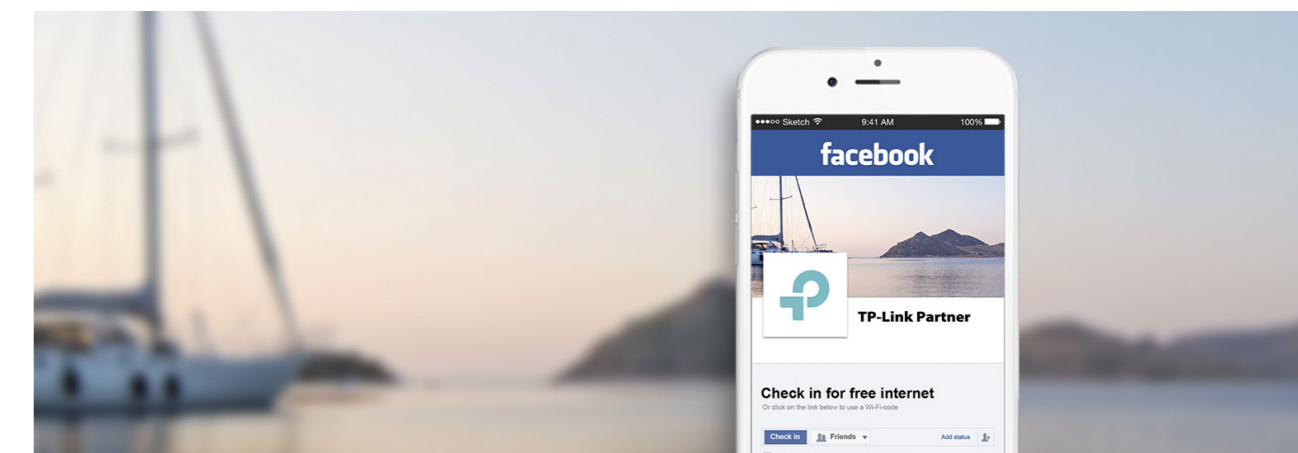 Sketch 9:41 AM 100%
facebook
TP-Link Partner
Check in for free internet
Or click on the link below to use a Wi-Fi-code
Check in Friends Add status